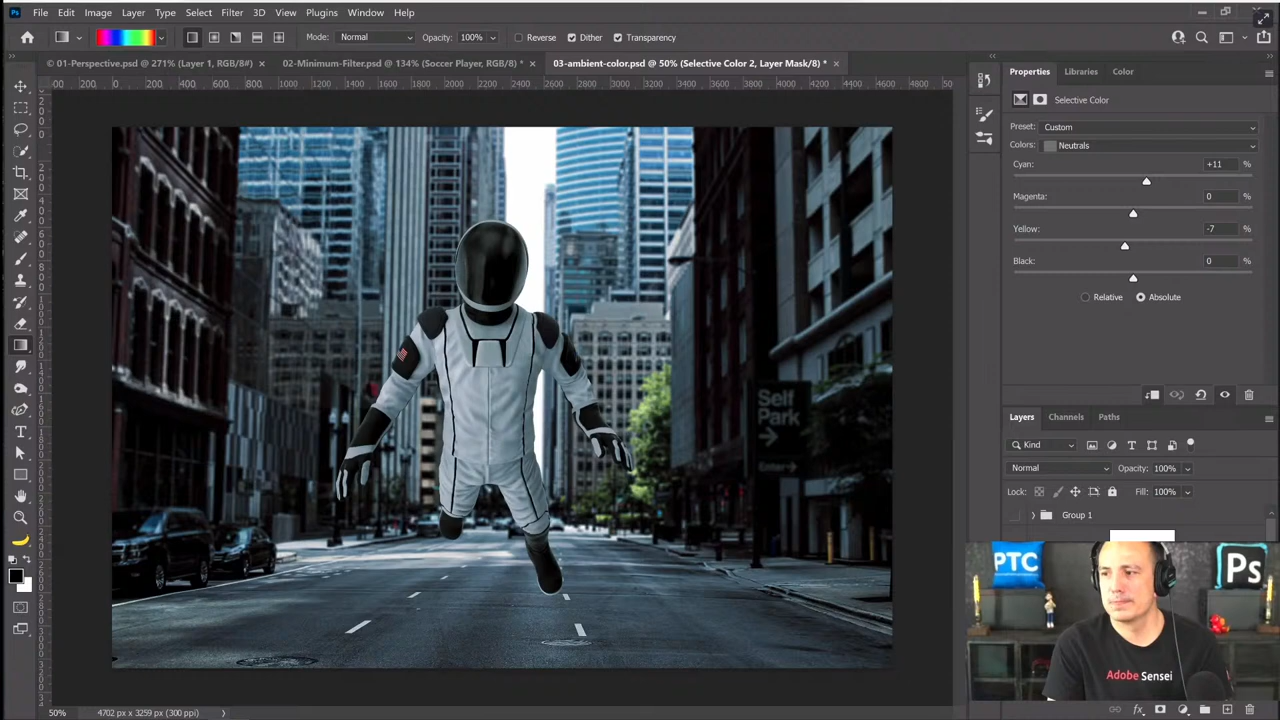 Ps File Edit Image Layer Type Select Filter 3D View Plugins Window Help
Mode: Normal Opacity: 100% Reverse Dither Transparency
© 01-Perspective.psd @ 271% (Layer 1, RGB/8#) × 02-Minimum-Filter.psd @ 134% (Soccer Player, RGB/8) * × 03-ambient-color.psd @ 50% (Selective Color 2, Layer Mask/8) * ×
Properties Libraries Color
Selective Color
Preset: Custom
Colors: Neutrals
Cyan: +11 %
Magenta: 0 %
Yellow: -7 %
Black: 0 %
Relative Absolute
Self
Park
Enter
Layers Channels Paths
Kind
Normal Opacity: 100%
Lock: Fill: 100%
Group 1
PTC
Ps
Adobe Sensei
50% 4702 px x 3259 px (300 ppi)